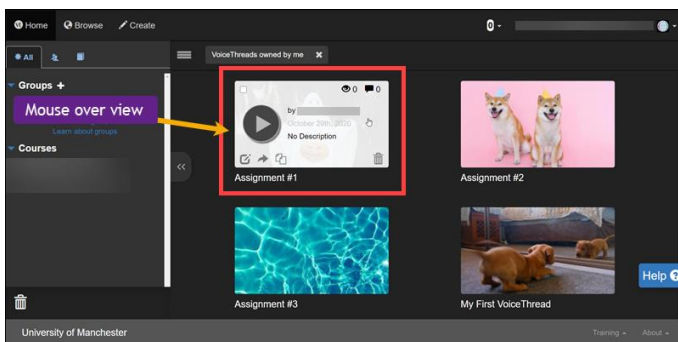 Home Browse Create
0
All
VoiceThreads owned by me ✖
Groups +
Mouse over view
Learn about groups
Courses
0 0
by
October 29th, 2020
No Description
Assignment #1
Assignment #2
Assignment #3
My First VoiceThread
Help ?
University of Manchester
Training About